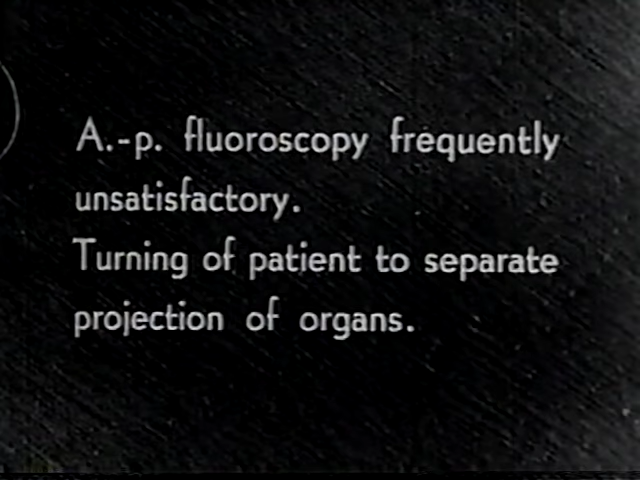 A.-p. fluoroscopy frequently
unsatisfactory.
Turning of patient to separate
projection of organs.